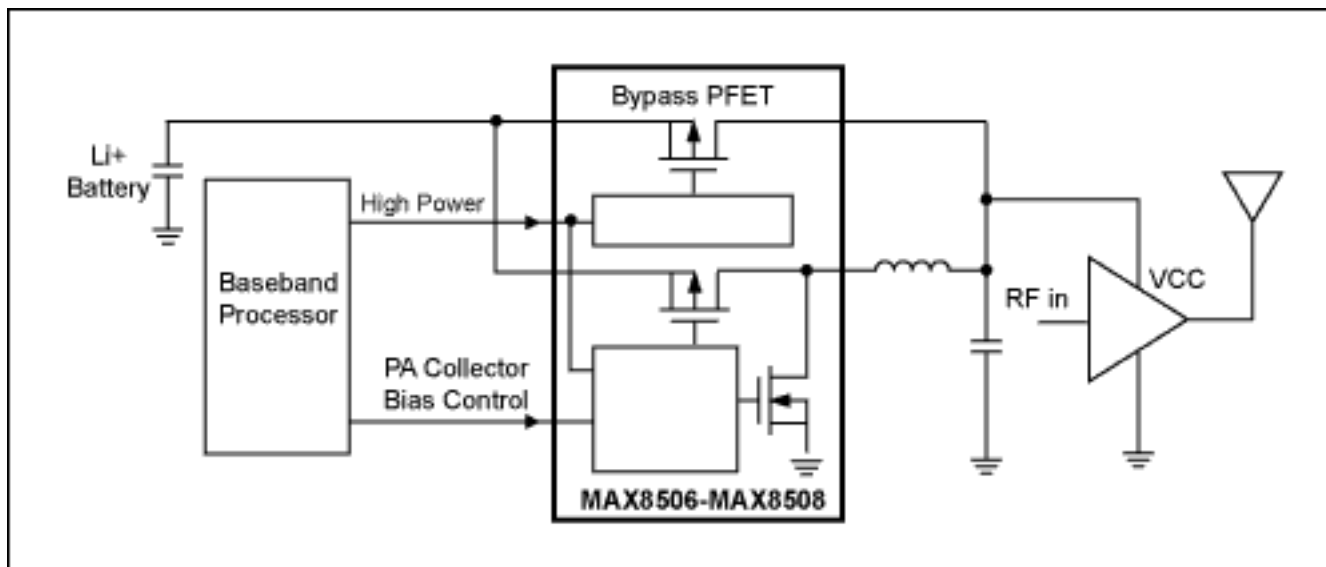 Bypass PFET
Li+
Battery
High Power
Baseband
Processor
VCC
RF in
PA Collector
Bias Control
MAX8506-MAX8508